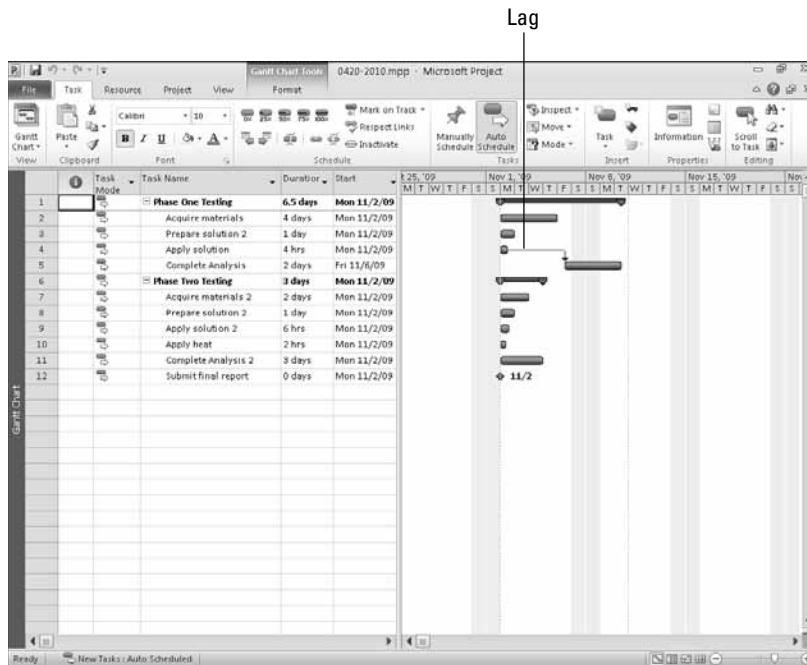 Lag
Gantt Chart Tools 0420-2010.mpp - Microsoft Project
File Task Resource Project View Format
Gantt Chart
Paste
Calibri 10
B I U A
Mark on Track
Respect Links
Inactivate
Manually Schedule
Auto Schedule
Inspect
Move
Mode
Task
Information
Scroll to Task
View Clipboard Font Schedule Tasks Insert Properties Editing
Task Mode Task Name Duration Start
t 25, '09 Nov 1, '09 Nov 8, '09 Nov 15, '09 Nov
M T W T F S S M T W T F S S M T W T F S S M T W T F S S
1 Phase One Testing 6.5 days Mon 11/2/09
2 Acquire materials 4 days Mon 11/2/09
3 Prepare solution 2 1 day Mon 11/2/09
4 Apply solution 4 hrs Mon 11/2/09
5 Complete Analysis 2 days Fri 11/6/09
6 Phase Two Testing 3 days Mon 11/2/09
7 Acquire materials 2 2 days Mon 11/2/09
8 Prepare solution 2 1 day Mon 11/2/09
9 Apply solution 2 6 hrs Mon 11/2/09
10 Apply heat 2 hrs Mon 11/2/09
11 Complete Analysis 2 3 days Mon 11/2/09
12 Submit final report 0 days Mon 11/2/09
11/2
Gantt Chart
Ready New Tasks : Auto Scheduled